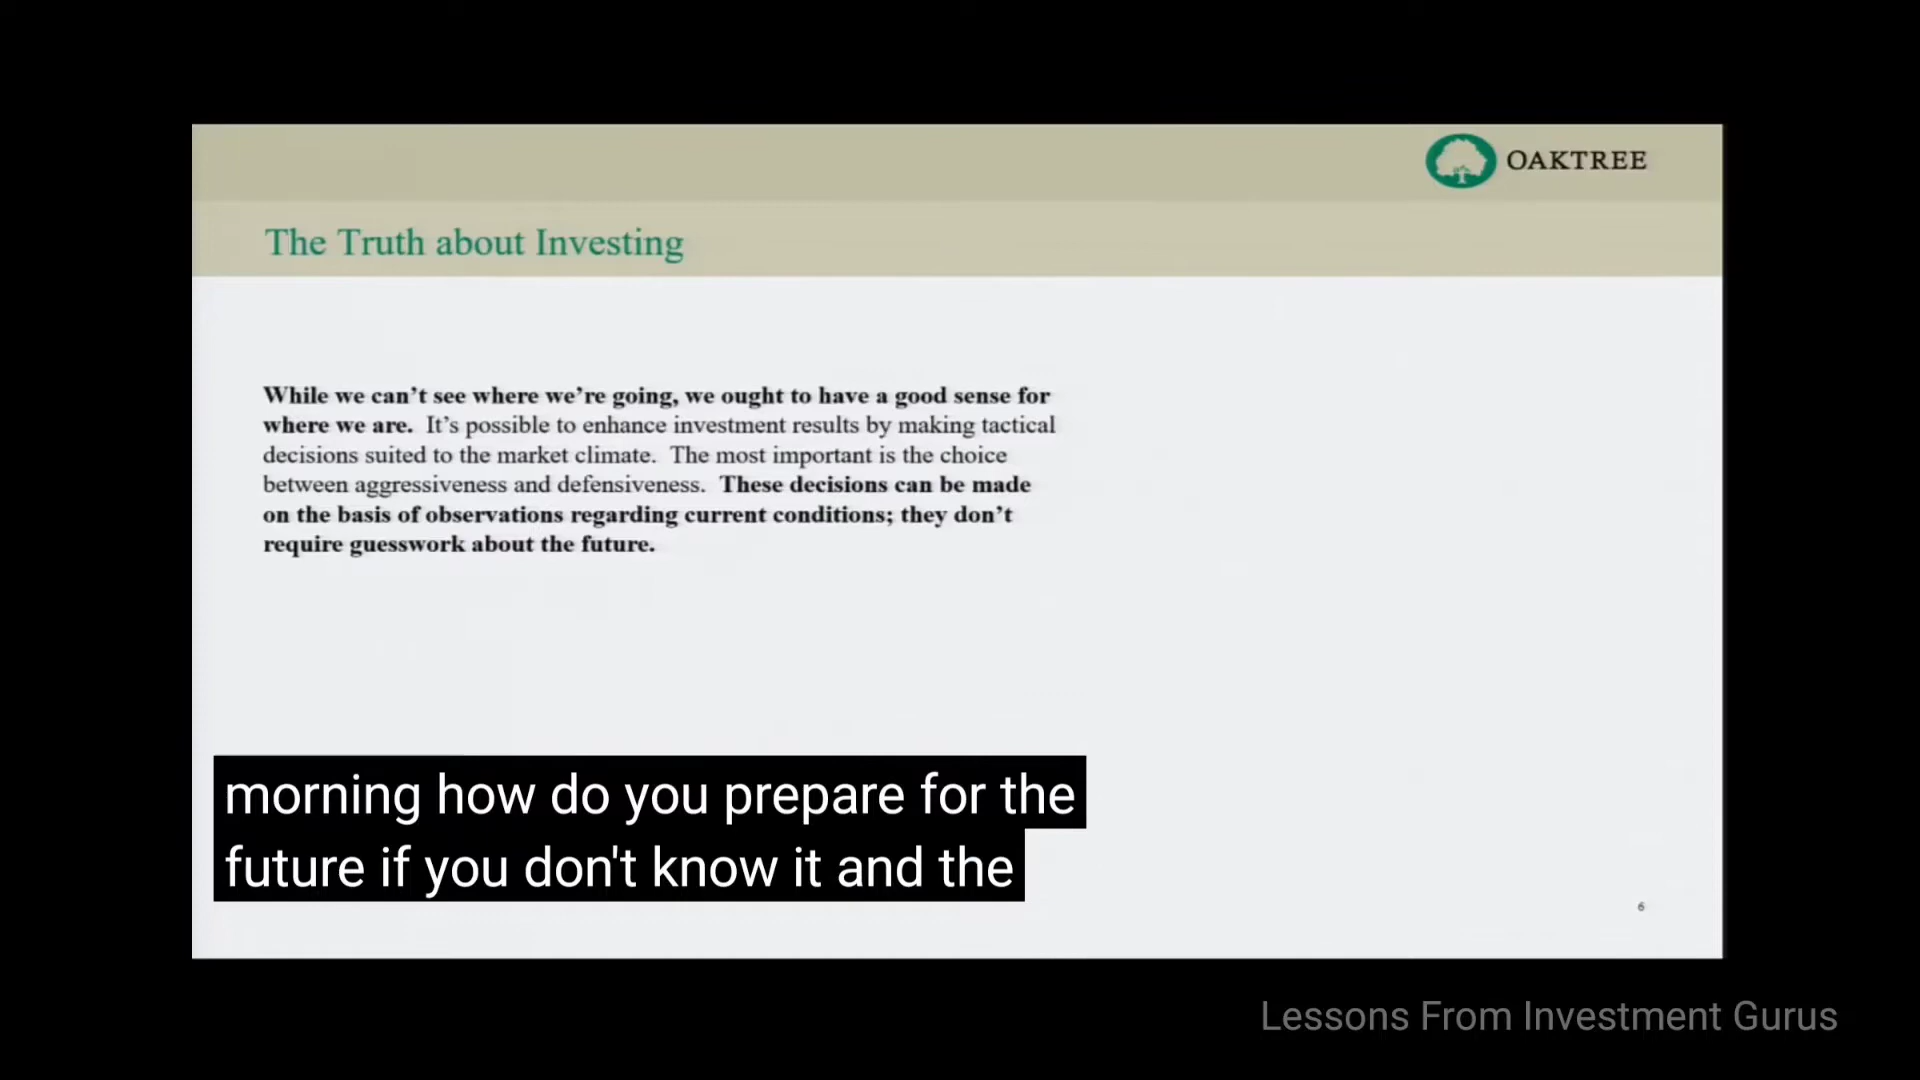 OAKTREE
The Truth about Investing
While we can’t see where we’re going, we ought to have a good sense for
where we are. It’s possible to enhance investment results by making tactical
decisions suited to the market climate. The most important is the choice
between aggressiveness and defensiveness. These decisions can be made
on the basis of observations regarding current conditions; they don’t
require guesswork about the future.
morning how do you prepare for the
future if you don't know it and the
6
Lessons From Investment Gurus